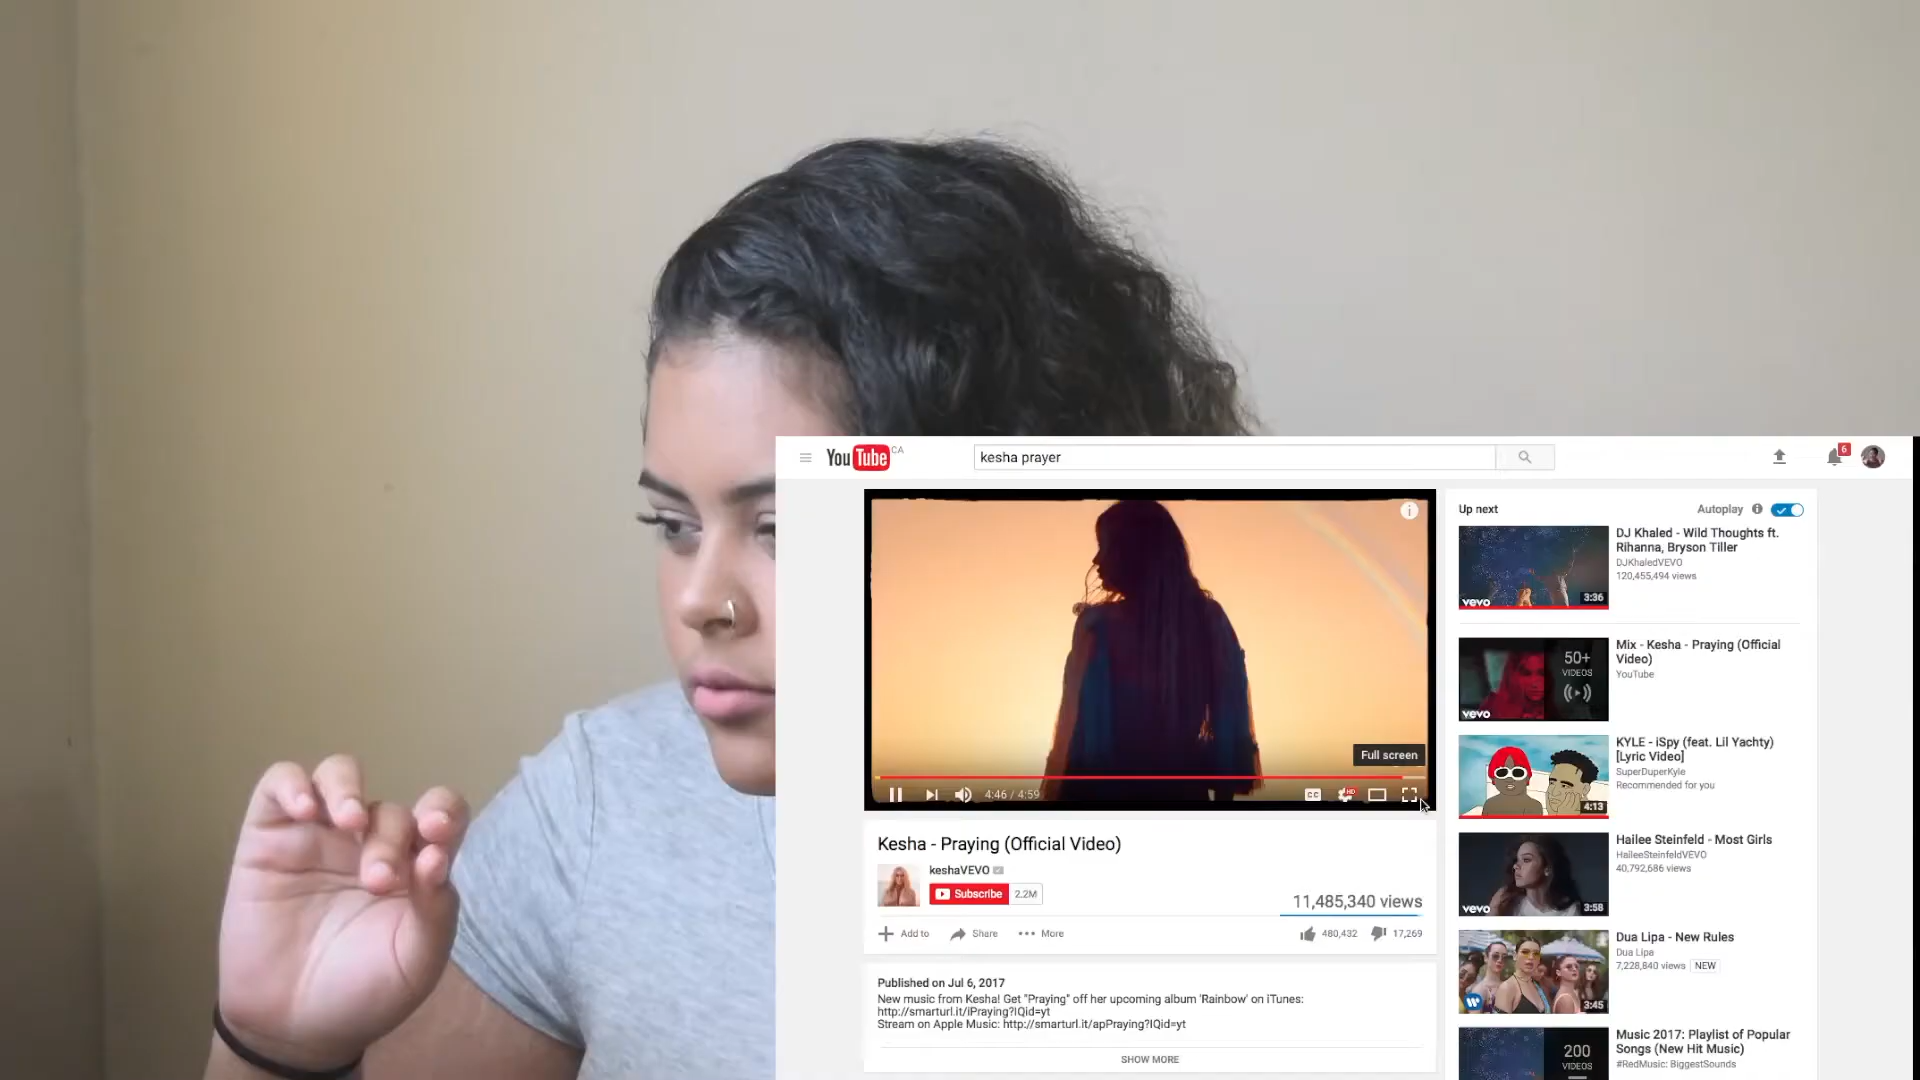 YouTube CA
kesha prayer
6
Up next
Autoplay
DJ Khaled - Wild Thoughts ft.
Rihanna, Bryson Tiller
DJKhaledVEVO
120,455,494 views
vevo
3:36
50+
VIDEOS
vevo
Mix - Kesha - Praying (Official
Video)
YouTube
KYLE - iSpy (feat. Lil Yachty)
[Lyric Video]
SuperDuperKyle
Recommended for you
4:13
Hailee Steinfeld - Most Girls
HaileeSteinfeldVEVO
40,792,686 views
vevo
3:58
Dua Lipa - New Rules
Dua Lipa
7,228,840 views NEW
3:45
Music 2017: Playlist of Popular
Songs (New Hit Music)
#RedMusic: BiggestSounds
200
VIDEOS
Full screen
4:46 / 4:59
CC
HD
Kesha - Praying (Official Video)
keshaVEVO
Subscribe 2.2M
11,485,340 views
Add to Share More
480,432 17,269
Published on Jul 6, 2017
New music from Kesha! Get "Praying" off her upcoming album 'Rainbow' on iTunes:
http://smarturl.it/iPraying?IQid=yt
Stream on Apple Music: http://smarturl.it/apPraying?IQid=yt
SHOW MORE